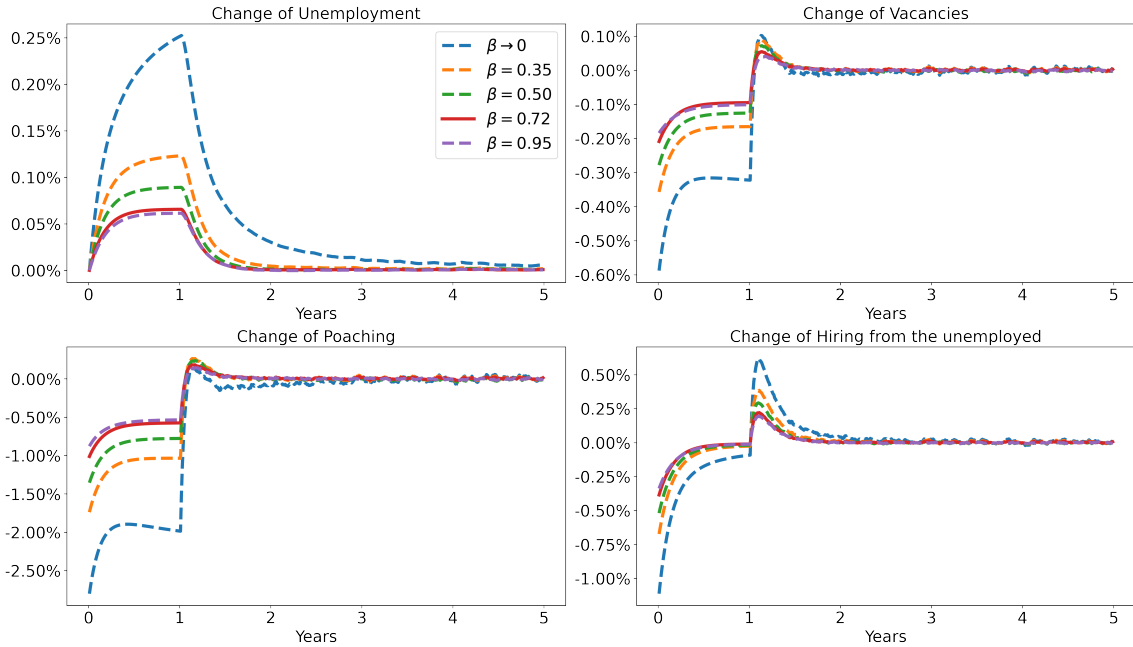 Change of Unemployment
0.25%
0.20%
0.15%
0.10%
0.05%
0.00%
β → 0
β = 0.35
β = 0.50
β = 0.72
β = 0.95
0 1 2 3 4 5
Years
Change of Vacancies
0.10%
0.00%
-0.10%
-0.20%
-0.30%
-0.40%
-0.50%
-0.60%
0 1 2 3 4 5
Years
Change of Poaching
0.00%
-0.50%
-1.00%
-1.50%
-2.00%
-2.50%
0 1 2 3 4 5
Years
Change of Hiring from the unemployed
0.50%
0.25%
0.00%
-0.25%
-0.50%
-0.75%
-1.00%
0 1 2 3 4 5
Years